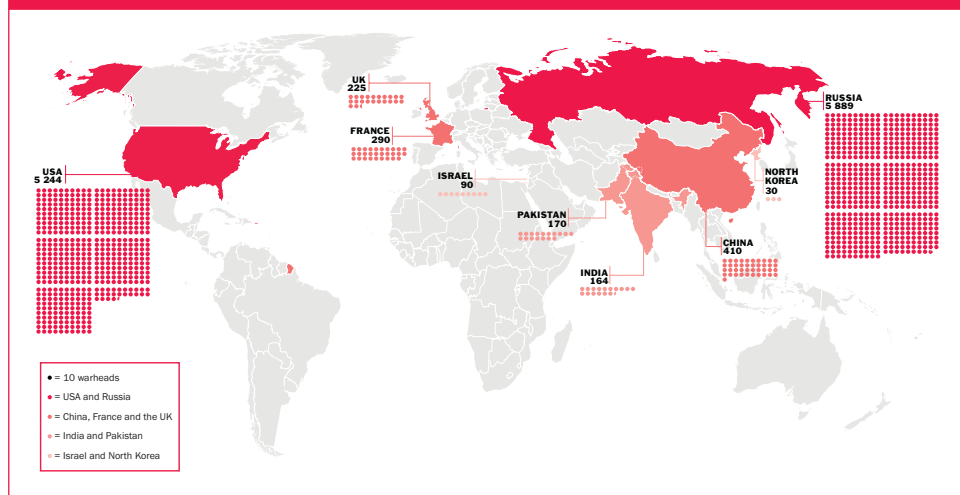 UK
225
FRANCE
290
RUSSIA
5 889
USA
5 244
ISRAEL
90
NORTH
KOREA
30
PAKISTAN
170
CHINA
410
INDIA
164
= 10 warheads
= USA and Russia
= China, France and the UK
= India and Pakistan
= Israel and North Korea